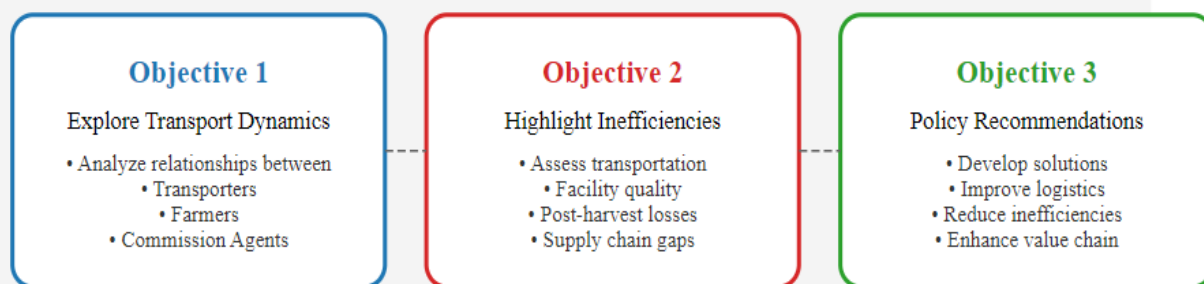 Objective 1
Explore Transport Dynamics
• Analyze relationships between
• Transporters
• Farmers
• Commission Agents
Objective 2
Highlight Inefficiencies
• Assess transportation
• Facility quality
• Post-harvest losses
• Supply chain gaps
Objective 3
Policy Recommendations
• Develop solutions
• Improve logistics
• Reduce inefficiencies
• Enhance value chain